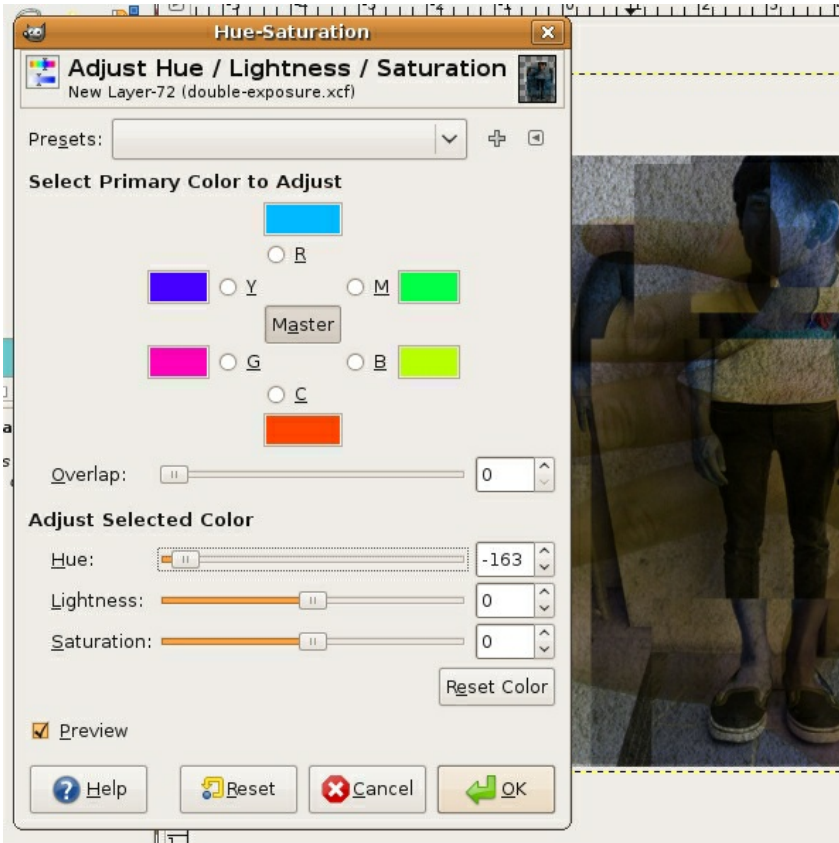 Hue-Saturation
Adjust Hue / Lightness / Saturation
New Layer-72 (double-exposure.xcf)
Presets:
Select Primary Color to Adjust
R
Y M
Master
G B
C
Overlap: 0
Adjust Selected Color
Hue: -163
Lightness: 0
Saturation: 0
Reset Color
Preview
Help Reset Cancel OK